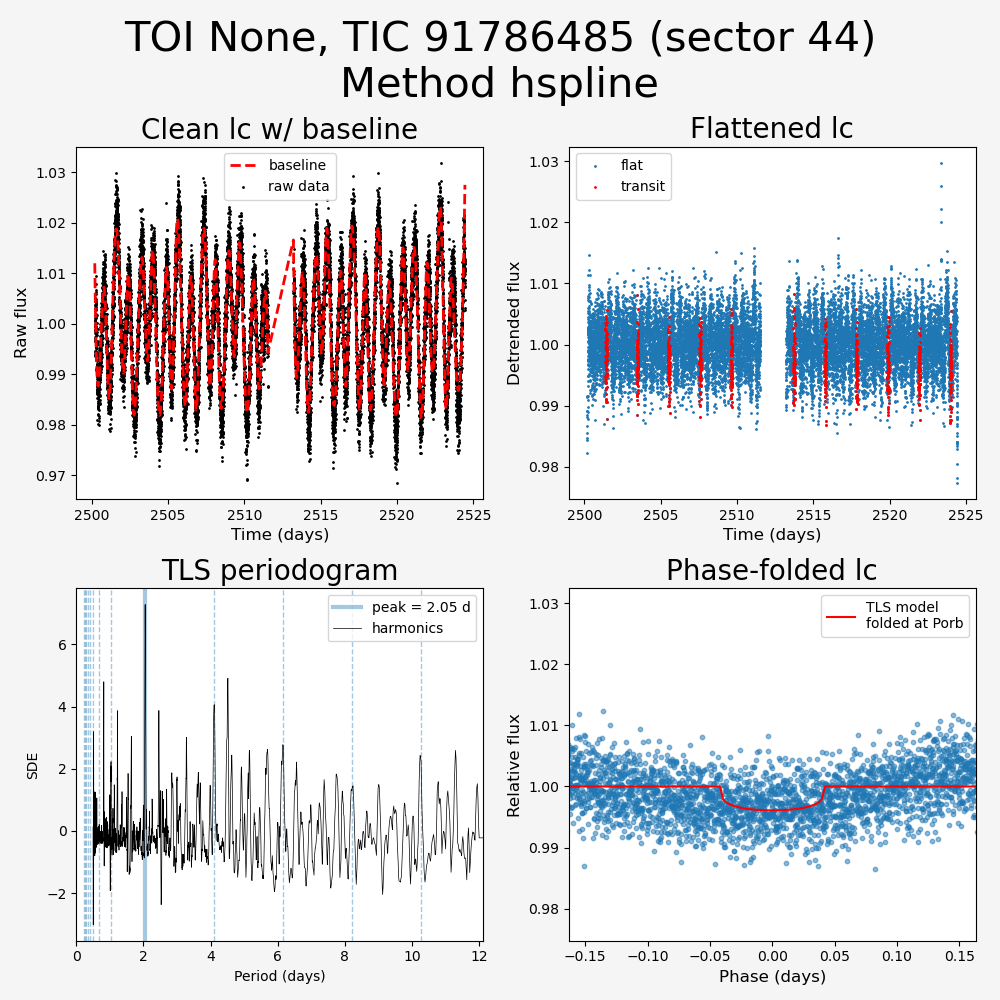 TOI None, TIC 91786485 (sector 44)
Method hspline
Clean lc w/ baseline
baseline
raw data
1.03
1.02
1.01
1.00
0.99
0.98
0.97
Raw flux
2500
2505
2510
2515
2520
2525
Time (days)
Flattened lc
flat
transit
1.03
1.02
1.01
1.00
0.99
0.98
Detrended flux
2500
2505
2510
2515
2520
2525
Time (days)
TLS periodogram
peak = 2.05 d
harmonics
6
4
2
0
−2
SDE
0
2
4
6
8
10
12
Period (days)
Phase-folded lc
TLS model
folded at Porb
1.03
1.02
1.01
1.00
0.99
0.98
Relative flux
−0.15
−0.10
−0.05
0.00
0.05
0.10
0.15
Phase (days)